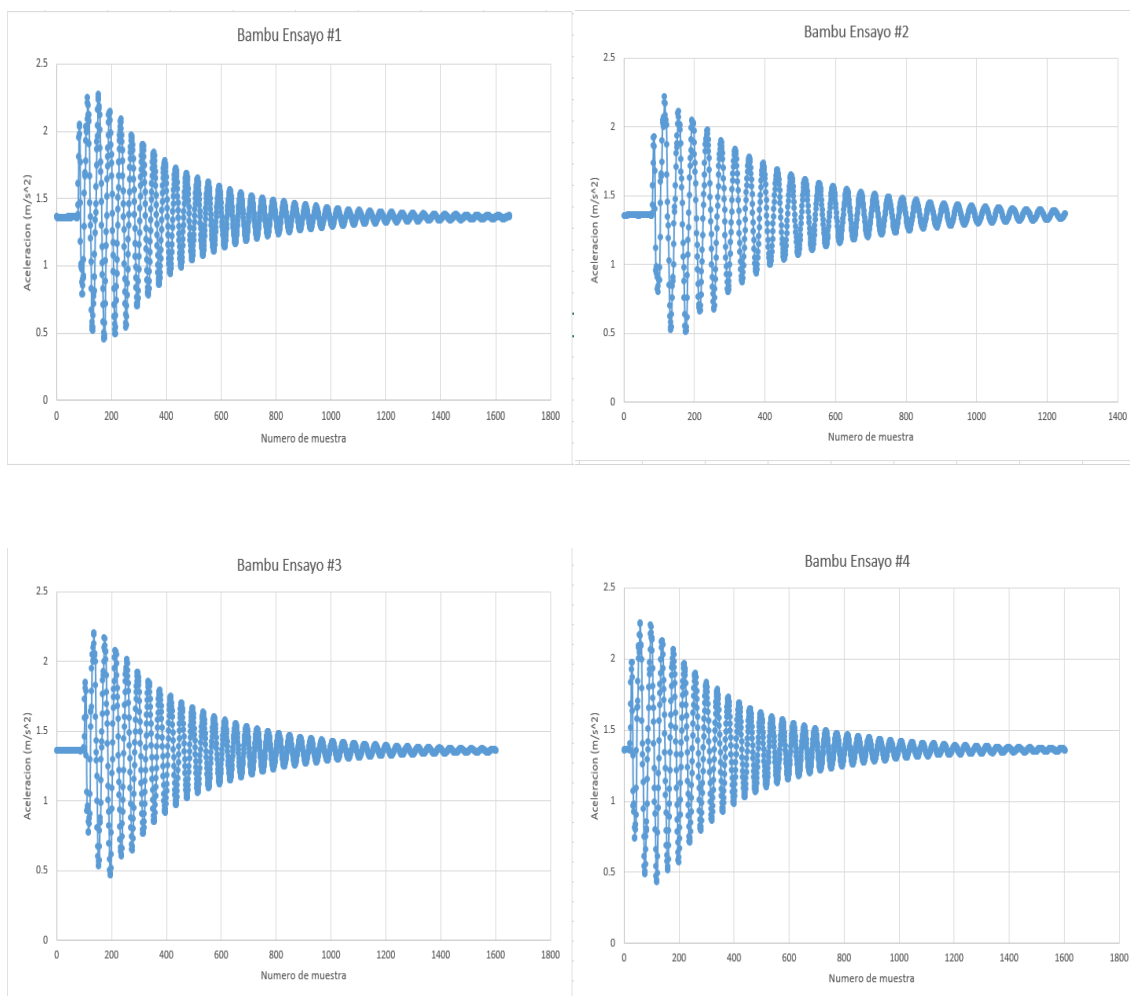 Bambu Ensayo #1
2.5
2
1.5
1
0.5
0
Aceleracion (m/s^2)
0 200 400 600 800 1000 1200 1400 1600 1800
Numero de muestra
Bambu Ensayo #2
2.5
2
1.5
1
0.5
0
Aceleracion (m/s^2)
0 200 400 600 800 1000 1200 1400
Numero de muestra
Bambu Ensayo #3
2.5
2
1.5
1
0.5
0
Aceleracion (m/s^2)
0 200 400 600 800 1000 1200 1400 1600 1800
Numero de muestra
Bambu Ensayo #4
2.5
2
1.5
1
0.5
0
Aceleracion (m/s^2)
0 200 400 600 800 1000 1200 1400 1600 1800
Numero de muestra